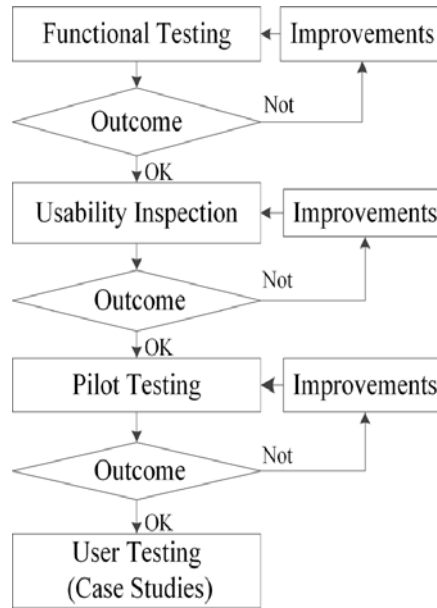 Functional Testing
Improvements
Not
Outcome
OK
Usability Inspection
Improvements
Not
Outcome
OK
Pilot Testing
Improvements
Not
Outcome
OK
User Testing
(Case Studies)